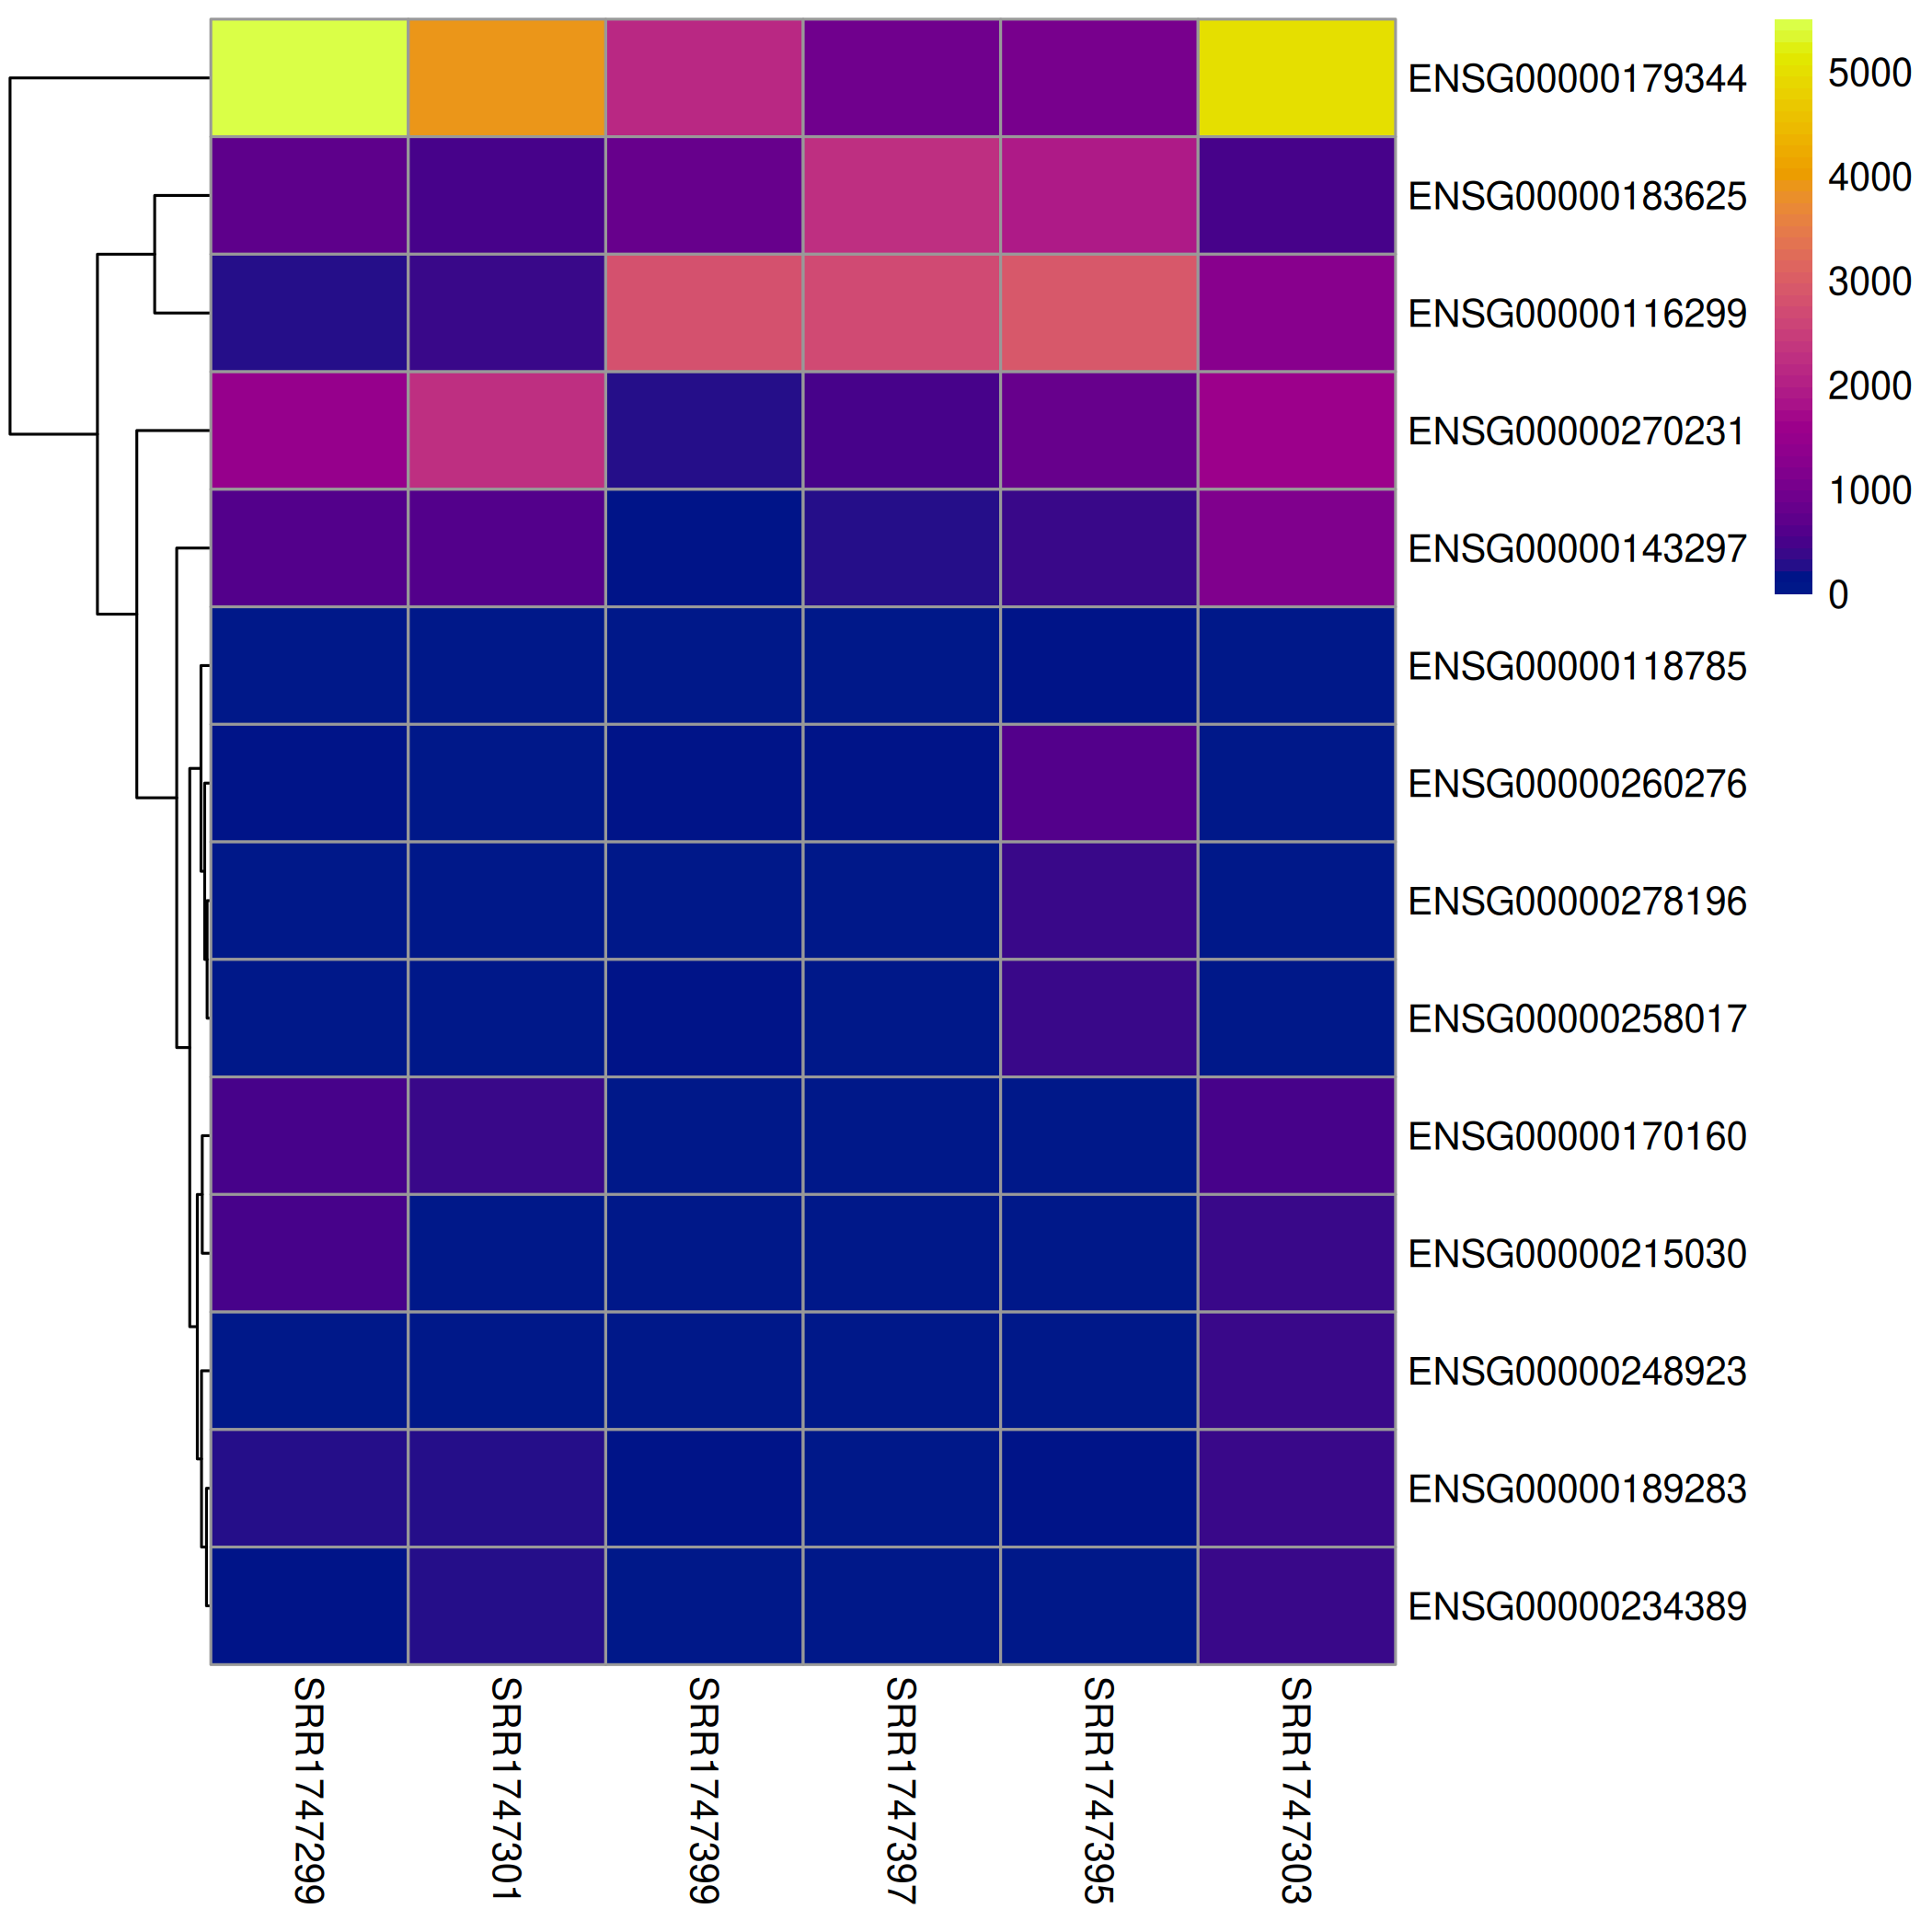 ENSG00000179344
ENSG00000183625
ENSG00000116299
ENSG00000270231
ENSG00000143297
ENSG00000118785
ENSG00000260276
ENSG00000278196
ENSG00000258017
ENSG00000170160
ENSG00000215030
ENSG00000248923
ENSG00000189283
ENSG00000234389
5000
4000
3000
2000
1000
0
SRR1747299
SRR1747301
SRR1747399
SRR1747397
SRR1747395
SRR1747303